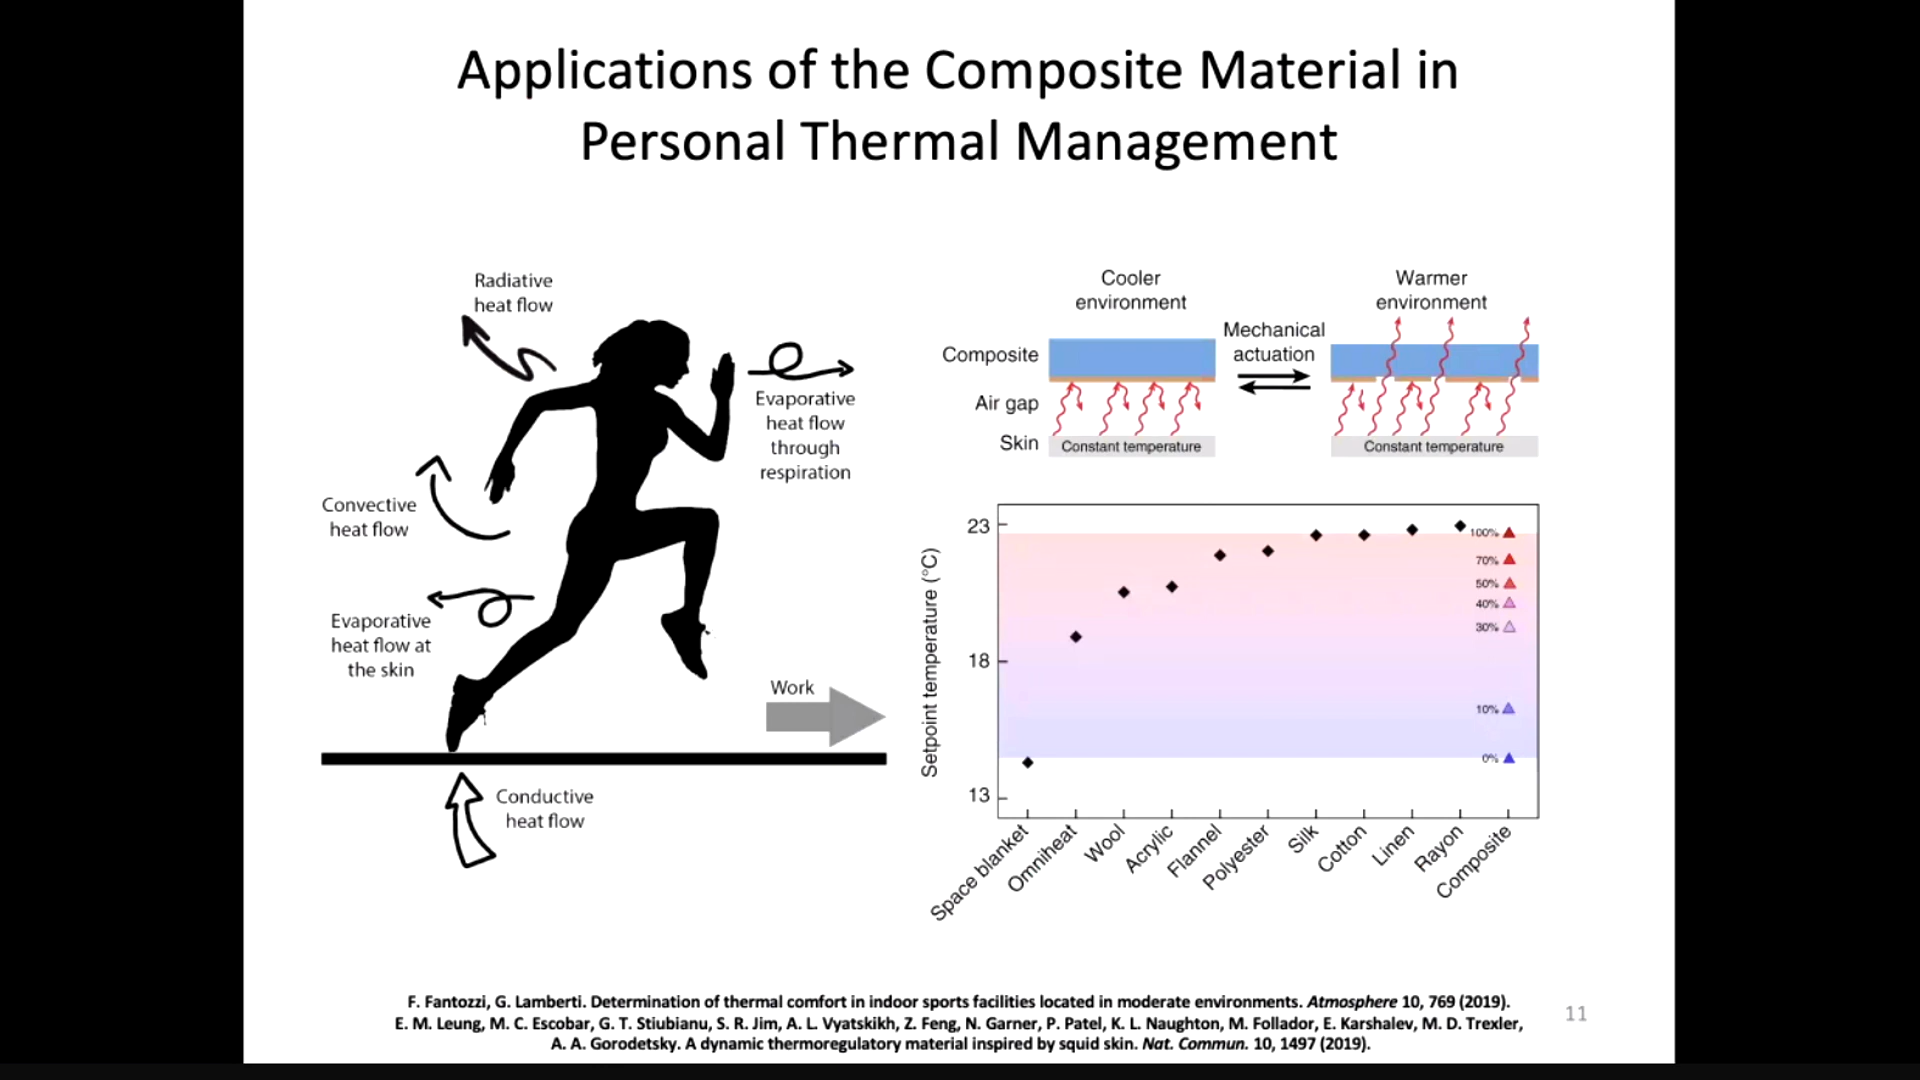 Applications of the Composite Material in
Personal Thermal Management
Radiative
heat flow
Evaporative
heat flow
through
respiration
Convective
heat flow
Evaporative
heat flow at
the skin
Work
Conductive
heat flow
Cooler
environment
Warmer
environment
Mechanical
actuation
Composite
Air gap
Skin
Constant temperature
Constant temperature
Setpoint temperature (°C)
23
18
13
100%
70%
50%
40%
30%
10%
0%
Space blanket
Omniheat
Wool
Acrylic
Flannel
Polyester
Silk
Cotton
Linen
Rayon
Composite
F. Fantozzi, G. Lamberti. Determination of thermal comfort in indoor sports facilities located in moderate environments. Atmosphere 10, 769 (2019).
E. M. Leung, M. C. Escobar, G. T. Stiubianu, S. R. Jim, A. L. Vyatskikh, Z. Feng, N. Garner, P. Patel, K. L. Naughton, M. Follador, E. Karshalev, M. D. Trexler,
A. A. Gorodetsky. A dynamic thermoregulatory material inspired by squid skin. Nat. Commun. 10, 1497 (2019).
11